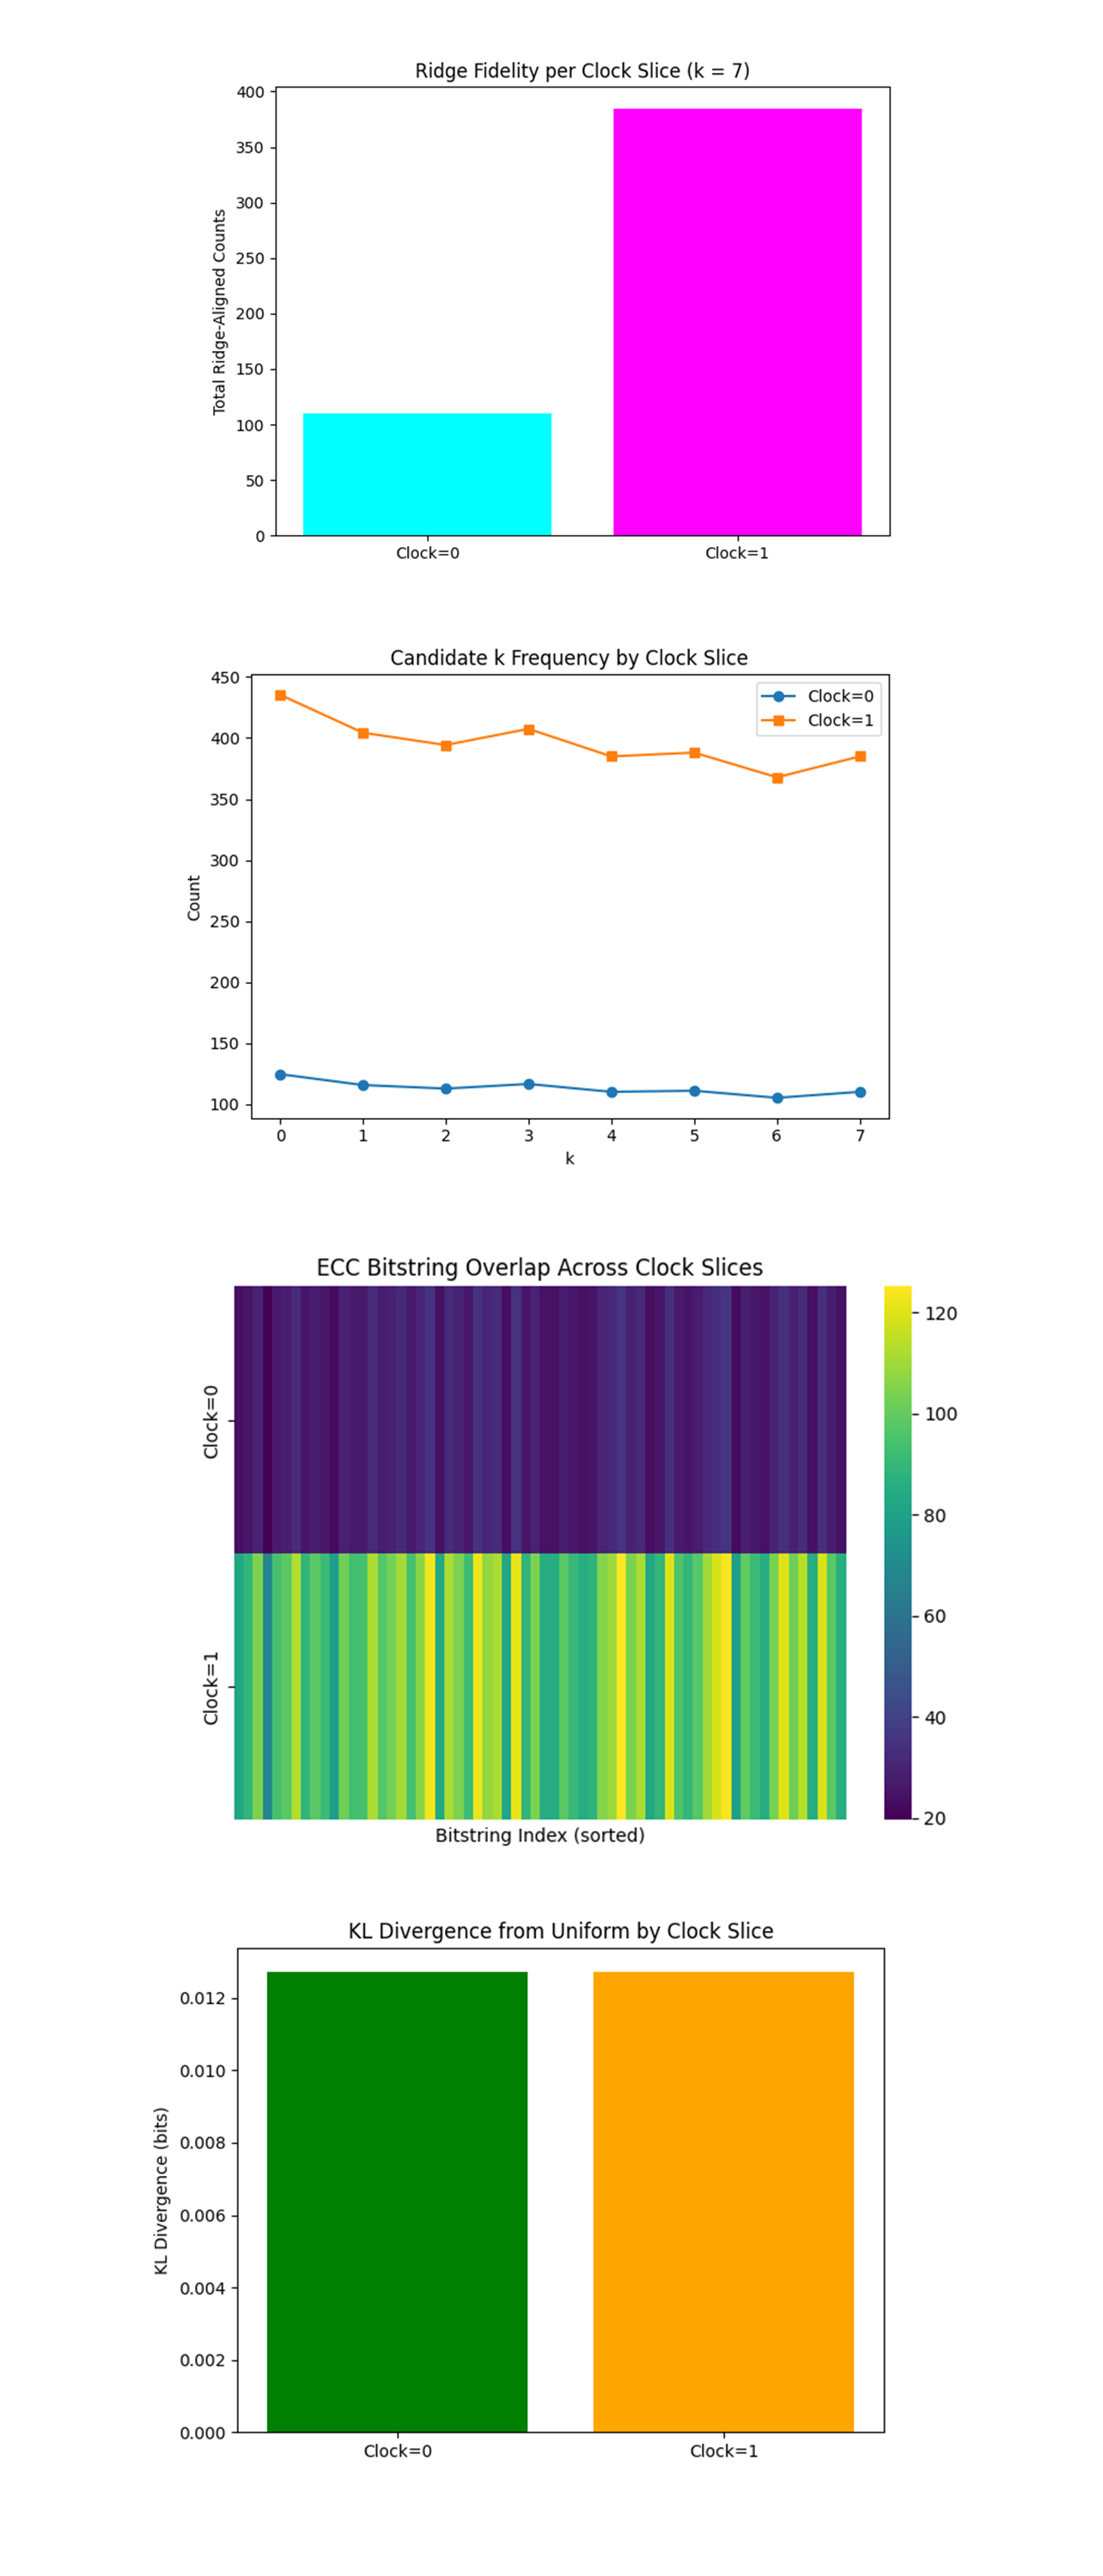 Ridge Fidelity per Clock Slice (k = 7)
400
350
300
250
200
150
100
50
0
Total Ridge-Aligned Counts
Clock=0
Clock=1
Candidate k Frequency by Clock Slice
450
400
350
300
250
200
150
100
Count
Clock=0
Clock=1
0 1 2 3 4 5 6 7
k
ECC Bitstring Overlap Across Clock Slices
Clock=0
Clock=1
120
100
80
60
40
20
Bitstring Index (sorted)
KL Divergence from Uniform by Clock Slice
0.012
0.010
0.008
0.006
0.004
0.002
0.000
KL Divergence (bits)
Clock=0
Clock=1